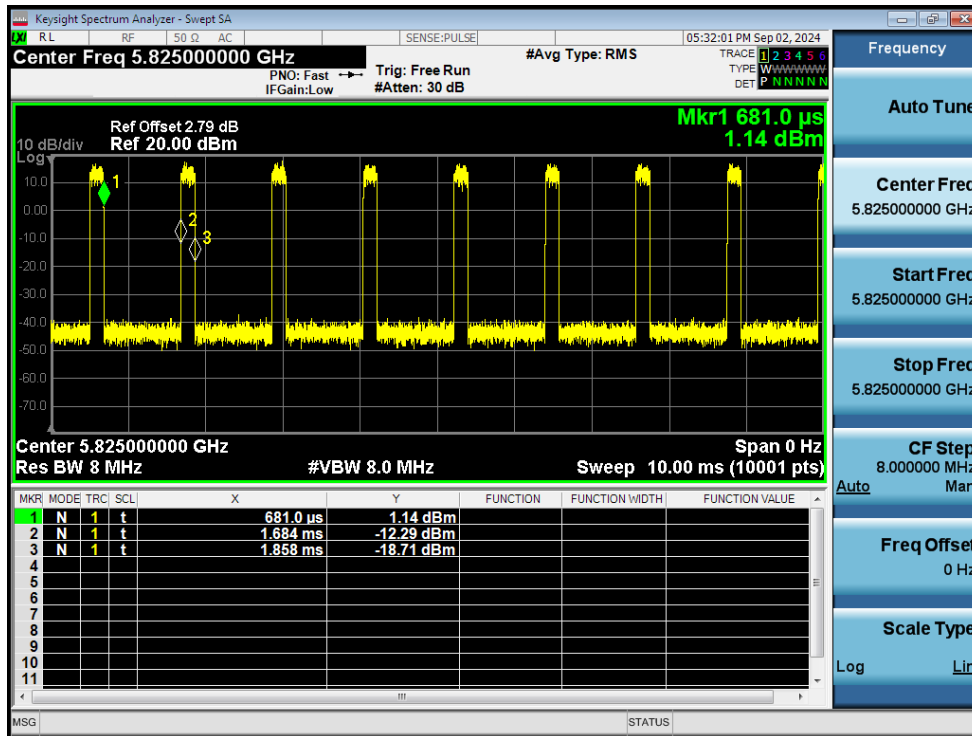 Keysight Spectrum Analyzer - Swept SA
LXI RL RF 50 Ω AC SENSE:PULSE 05:32:01 PM Sep 02, 2024
Center Freq 5.825000000 GHz
PNO: Fast
IFGain:Low
Trig: Free Run
#Atten: 30 dB
#Avg Type: RMS
TRACE 1 2 3 4 5 6
TYPE WWWWWW
DET P N N N N N
Mkr1 681.0 µs
1.14 dBm
Ref Offset 2.79 dB
10 dB/div Ref 20.00 dBm
Log
10.0
0.00
-10.0
-20.0
-30.0
-40.0
-50.0
-60.0
-70.0
1
2
3
Center 5.825000000 GHz Span 0 Hz
Res BW 8 MHz #VBW 8.0 MHz Sweep 10.00 ms (10001 pts)
MKR MODE TRC SCL X Y FUNCTION FUNCTION WIDTH FUNCTION VALUE
1 N 1 t 681.0 µs 1.14 dBm
2 N 1 t 1.684 ms -12.29 dBm
3 N 1 t 1.858 ms -18.71 dBm
4
5
6
7
8
9
10
11
MSG STATUS
Frequency
Auto Tune
Center Freq
5.825000000 GHz
Start Freq
5.825000000 GHz
Stop Freq
5.825000000 GHz
CF Step
8.000000 MHz
Auto Man
Freq Offset
0 Hz
Scale Type
Log Lin